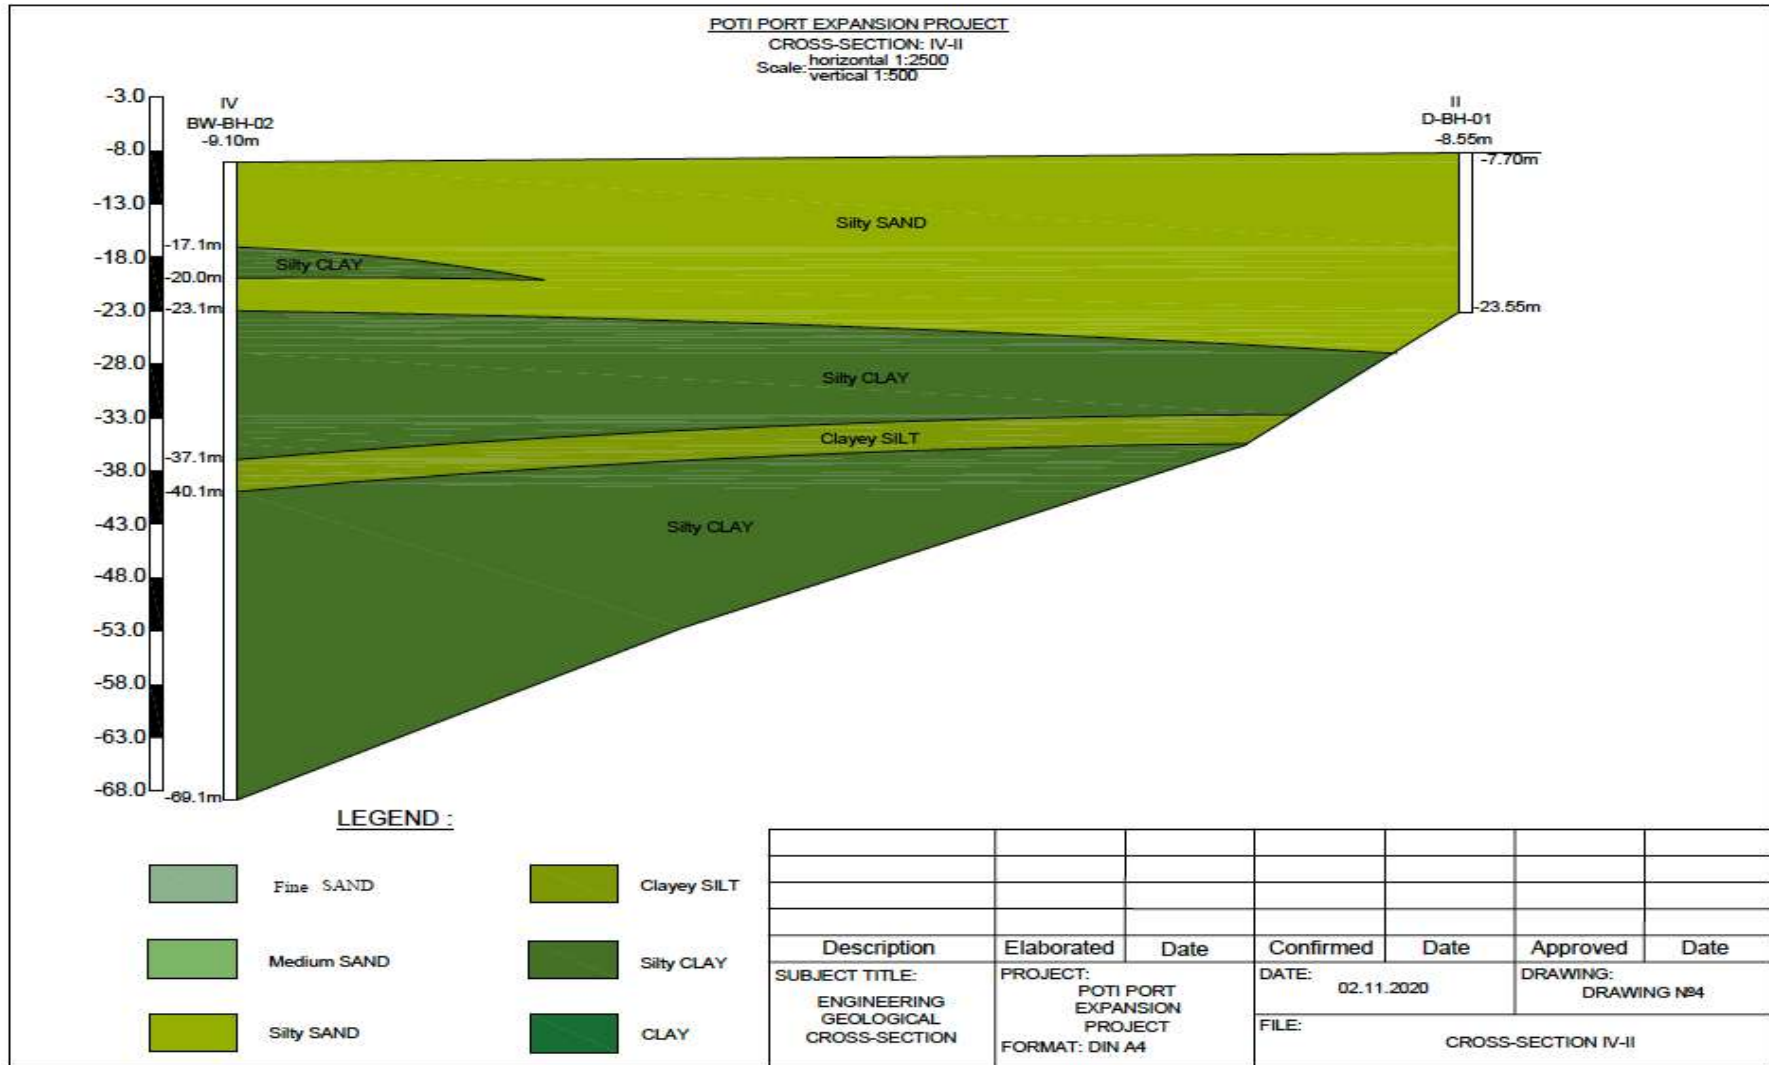 POTI PORT EXPANSION PROJECT
CROSS-SECTION: IV-II
Scale: horizontal 1:2500
vertical 1:500
-3.0
-8.0
-13.0
-18.0
-23.0
-28.0
-33.0
-38.0
-43.0
-48.0
-53.0
-58.0
-63.0
-68.0
IV
BW-BH-02
-9.10m
II
D-BH-01
-8.55m
-7.70m
-17.1m
-20.0m
-23.1m
-37.1m
-40.1m
-69.1m
-23.55m
Silty SAND
Silty CLAY
Silty CLAY
Clayey SILT
Silty CLAY
LEGEND :
Fine SAND
Medium SAND
Silty SAND
Clayey SILT
Silty CLAY
CLAY
Description Elaborated Date Confirmed Date Approved Date
SUBJECT TITLE:
ENGINEERING
GEOLOGICAL
CROSS-SECTION
PROJECT:
POTI PORT
EXPANSION
PROJECT
FORMAT: DIN A4
DATE:
02.11.2020
DRAWING:
DRAWING №4
FILE:
CROSS-SECTION IV-II